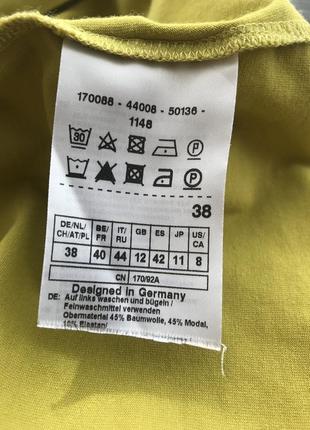 170088 - 44008 - 50136 -
1148
30 P
P
38
DE/NL/ BE/ IT/ GB ES JP US/
CH/AT/PL FR RU CA
38 40 44 12 42 11 8
CN 170/92A
Designed in Germany
DE: Auf links waschen und bügeln /
Feinwaschmittel verwenden
Obermaterial 45% Baumwolle, 45% Modal,
10% Elastan/